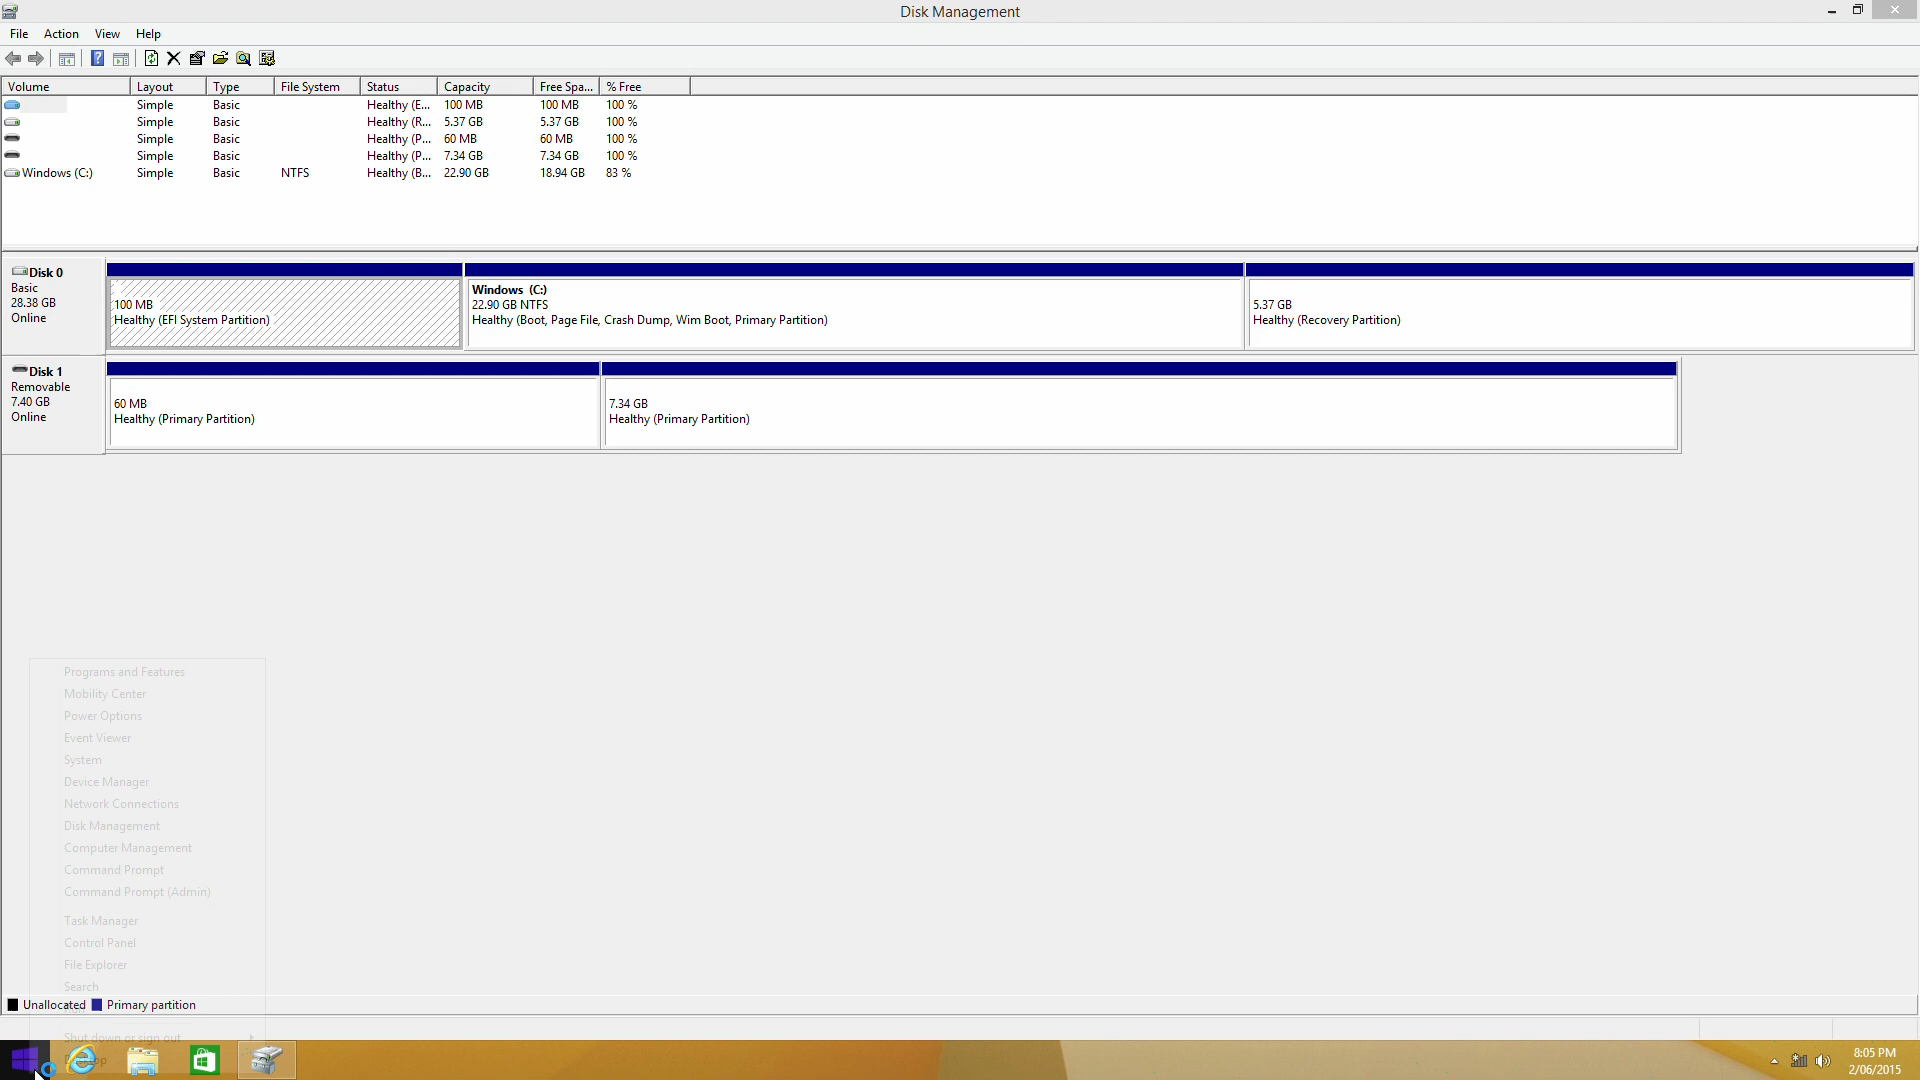 Disk Management
File Action View Help
Volume Layout Type File System Status Capacity Free Spa... % Free
Simple Basic Healthy (E... 100 MB 100 MB 100 %
Simple Basic Healthy (R... 5.37 GB 5.37 GB 100 %
Simple Basic Healthy (P... 60 MB 60 MB 100 %
Simple Basic Healthy (P... 7.34 GB 7.34 GB 100 %
Windows (C:) Simple Basic NTFS Healthy (B... 22.90 GB 18.94 GB 83 %
Disk 0
Basic
28.38 GB
Online
100 MB
Healthy (EFI System Partition)
Windows (C:)
22.90 GB NTFS
Healthy (Boot, Page File, Crash Dump, Wim Boot, Primary Partition)
5.37 GB
Healthy (Recovery Partition)
Disk 1
Removable
7.40 GB
Online
60 MB
Healthy (Primary Partition)
7.34 GB
Healthy (Primary Partition)
Programs and Features
Mobility Center
Power Options
Event Viewer
System
Device Manager
Network Connections
Disk Management
Computer Management
Command Prompt
Command Prompt (Admin)
Task Manager
Control Panel
File Explorer
Search
Unallocated Primary partition
Shut down or sign out
8:05 PM
2/06/2015